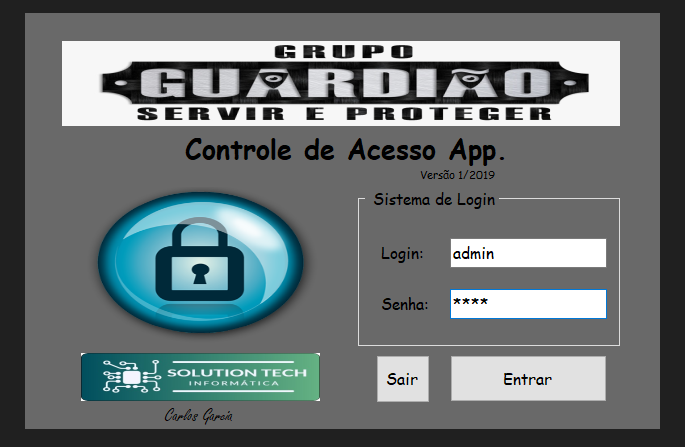 GRUPO
GUARDIÃO
SERVIR E PROTEGER
Controle de Acesso App.
Versão 1/2019
Sistema de Login
Login: admin
Senha: ****
SOLUTION TECH
INFORMÁTICA
Sair Entrar
Carlos Garcia